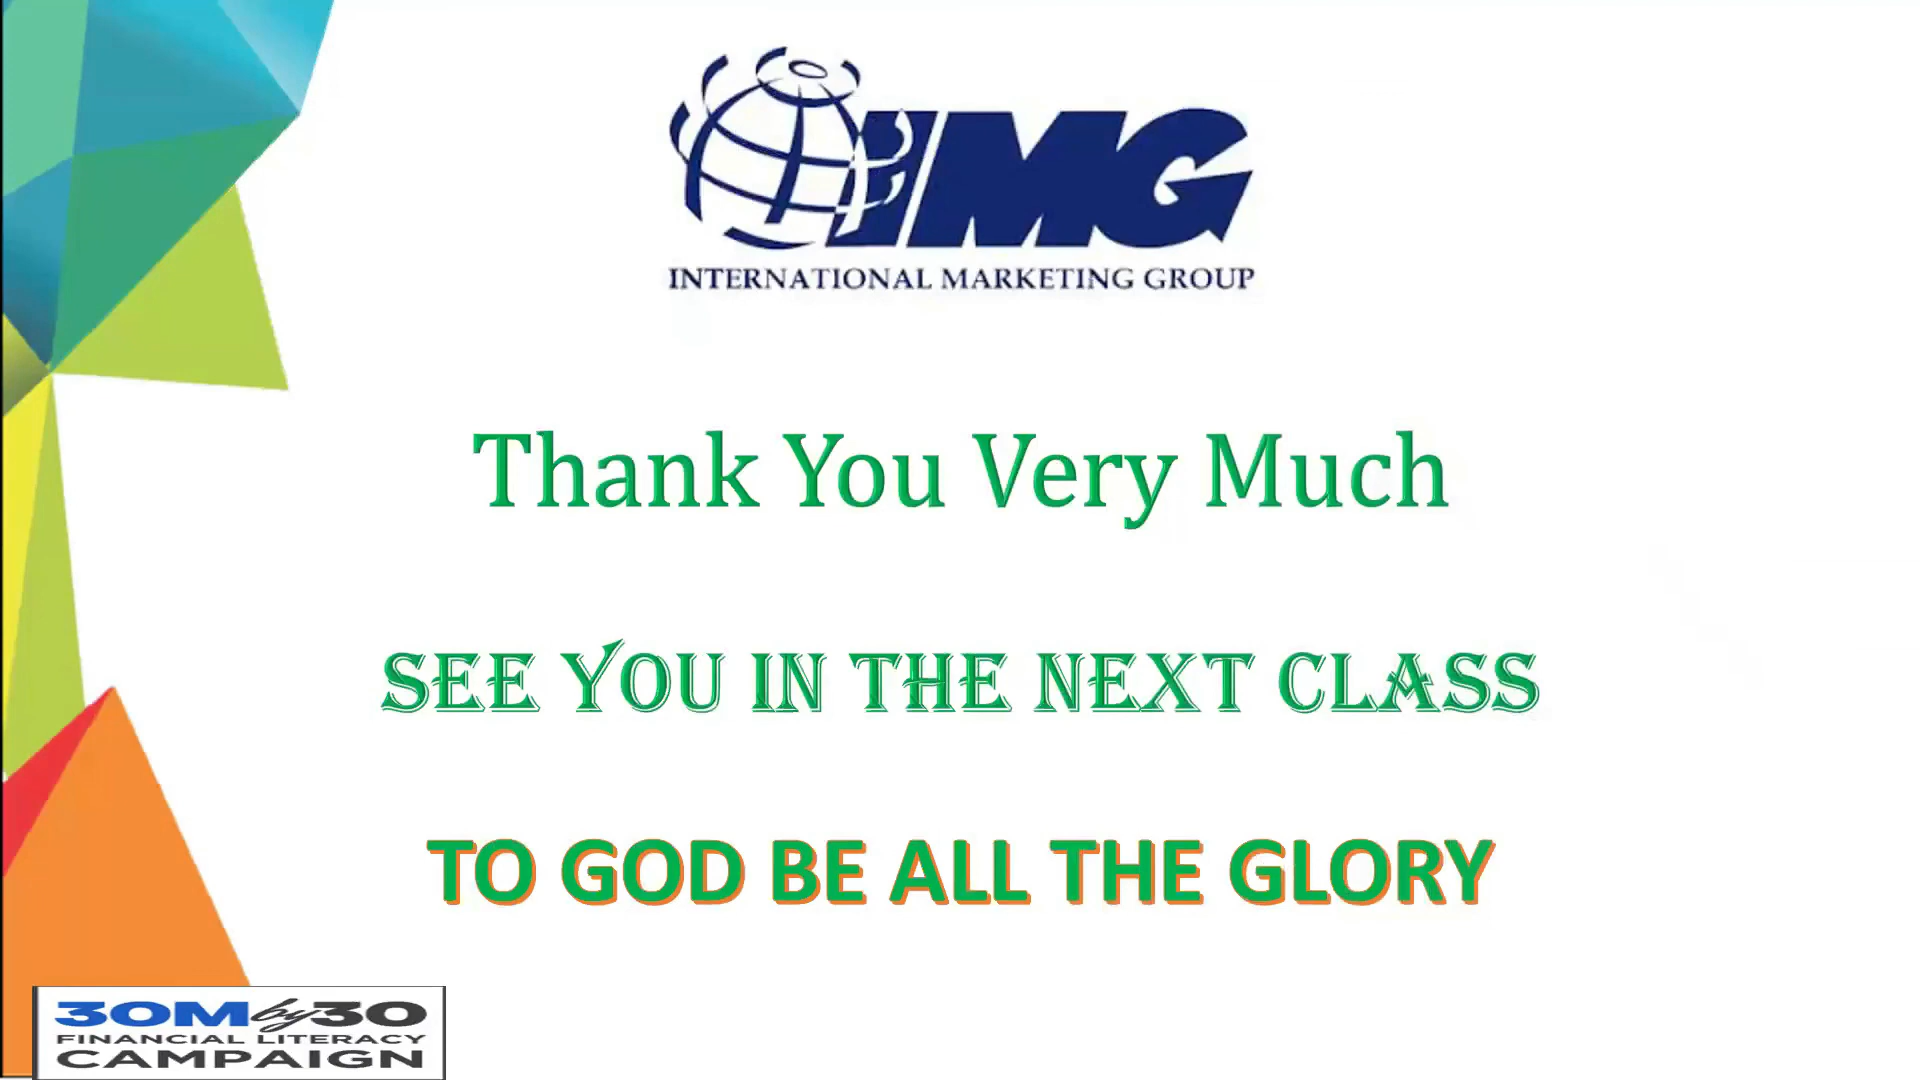 IMG
INTERNATIONAL MARKETING GROUP
Thank You Very Much
SEE YOU IN THE NEXT CLASS
TO GOD BE ALL THE GLORY
30M by 30
FINANCIAL LITERACY
CAMPAIGN